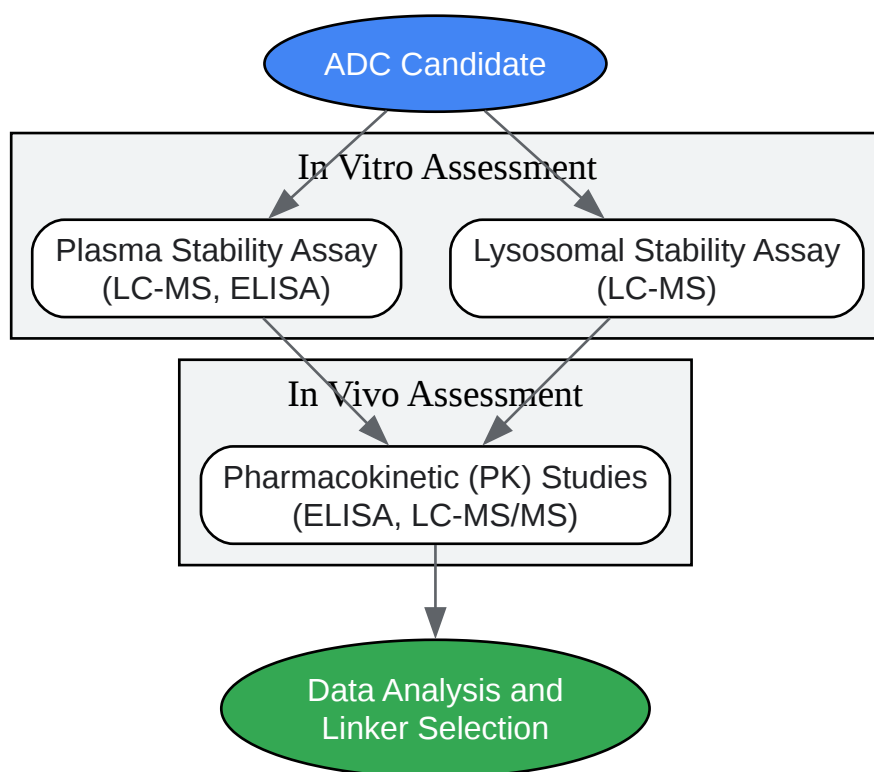 ADC Candidate
In Vitro Assessment
Plasma Stability Assay
(LC-MS, ELISA)
Lysosomal Stability Assay
(LC-MS)
In Vivo Assessment
Pharmacokinetic (PK) Studies
(ELISA, LC-MS/MS)
Data Analysis and
Linker Selection